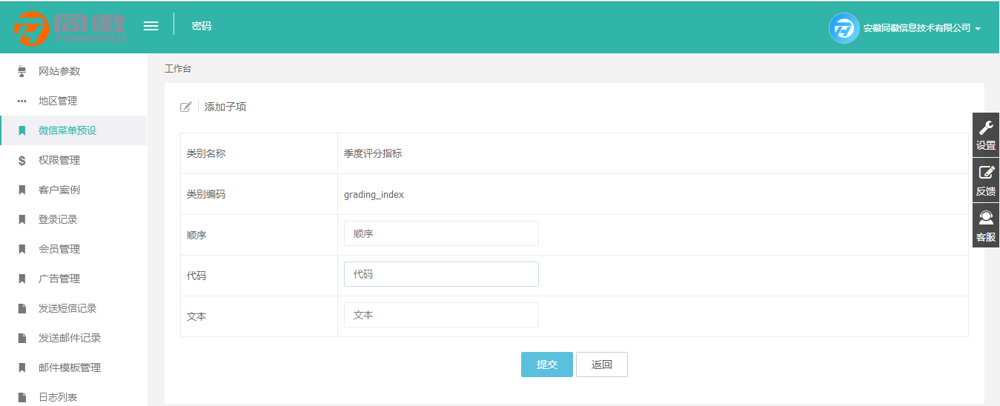 同徽
TONGHUI
密码
安徽同徽信息技术有限公司
网站参数
地区管理
微信菜单预设
权限管理
客户案例
登录记录
会员管理
广告管理
发送短信记录
发送邮件记录
邮件模板管理
日志列表
工作台
添加子项
类别名称 季度评分指标
类别编码 grading_index
顺序 顺序
代码 代码
文本 文本
提交 返回
设置
反馈
客服